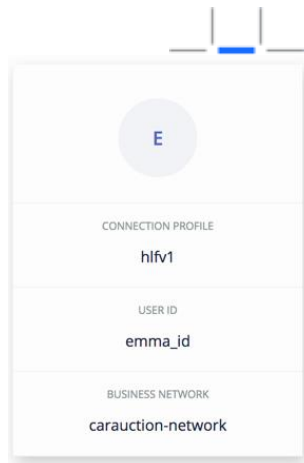 E
CONNECTION PROFILE
hlfv1
USER ID
emma_id
BUSINESS NETWORK
carauction-network